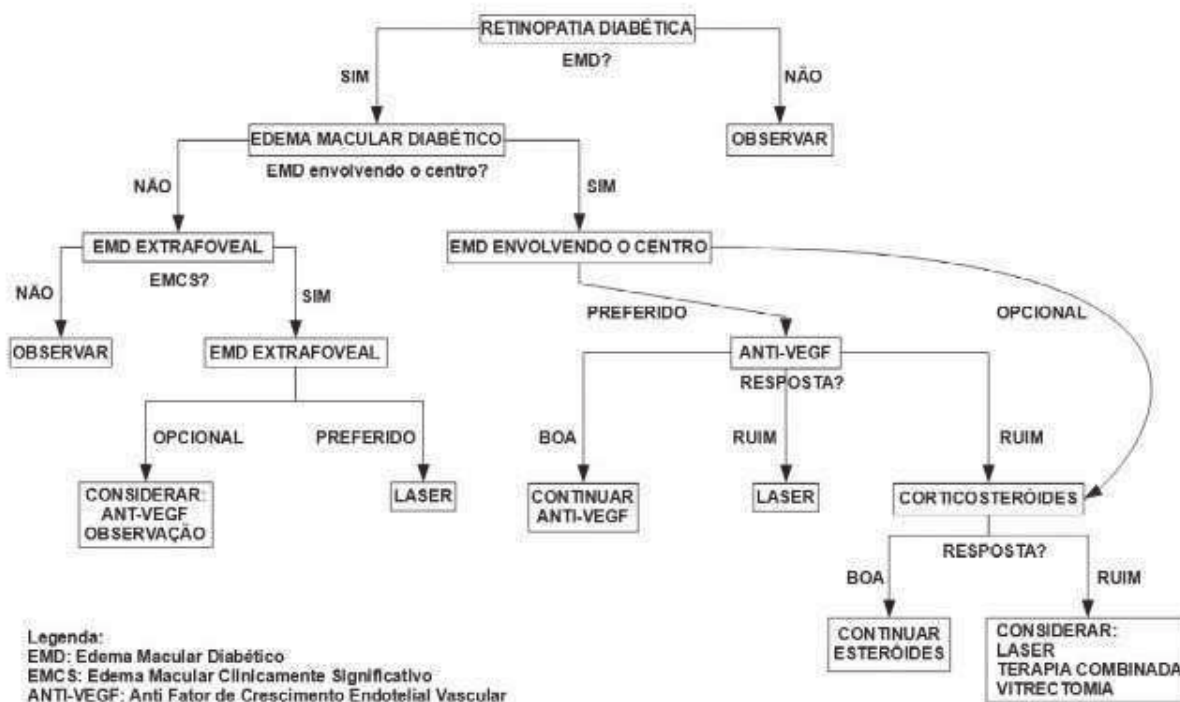 RETINOPATIA DIABÉTICA
EMD?
SIM
NÃO
EDEMA MACULAR DIABÉTICO
OBSERVAR
EMD envolvendo o centro?
NÃO
SIM
EMD EXTRAFOVEAL
EMD ENVOLVENDO O CENTRO
EMCS?
NÃO
SIM
PREFERIDO
OPCIONAL
OBSERVAR
EMD EXTRAFOVEAL
ANTI-VEGF
RESPOSTA?
OPCIONAL
PREFERIDO
BOA
RUIM
RUIM
CONSIDERAR:
ANT-VEGF
OBSERVAÇÃO
LASER
CONTINUAR
ANTI-VEGF
LASER
CORTICOSTERÓIDES
RESPOSTA?
BOA
RUIM
CONTINUAR
ESTERÓIDES
CONSIDERAR:
LASER
TERAPIA COMBINADA
VITRECTOMIA
Legenda:
EMD: Edema Macular Diabético
EMCS: Edema Macular Clinicamente Significativo
ANTI-VEGF: Anti Fator de Crescimento Endotelial Vascular